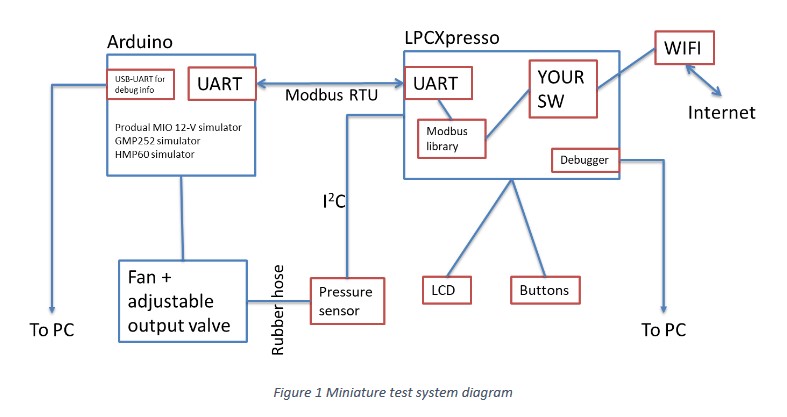 Arduino
LPCXpresso
WIFI
USB-UART for
debug info
UART
Modbus RTU
UART
YOUR
SW
Internet
Produal MIO 12-V simulator
GMP252 simulator
HMP60 simulator
Modbus
library
Debugger
I²C
Fan +
adjustable
output valve
Rubber hose
Pressure
sensor
LCD
Buttons
To PC
To PC
Figure 1 Miniature test system diagram